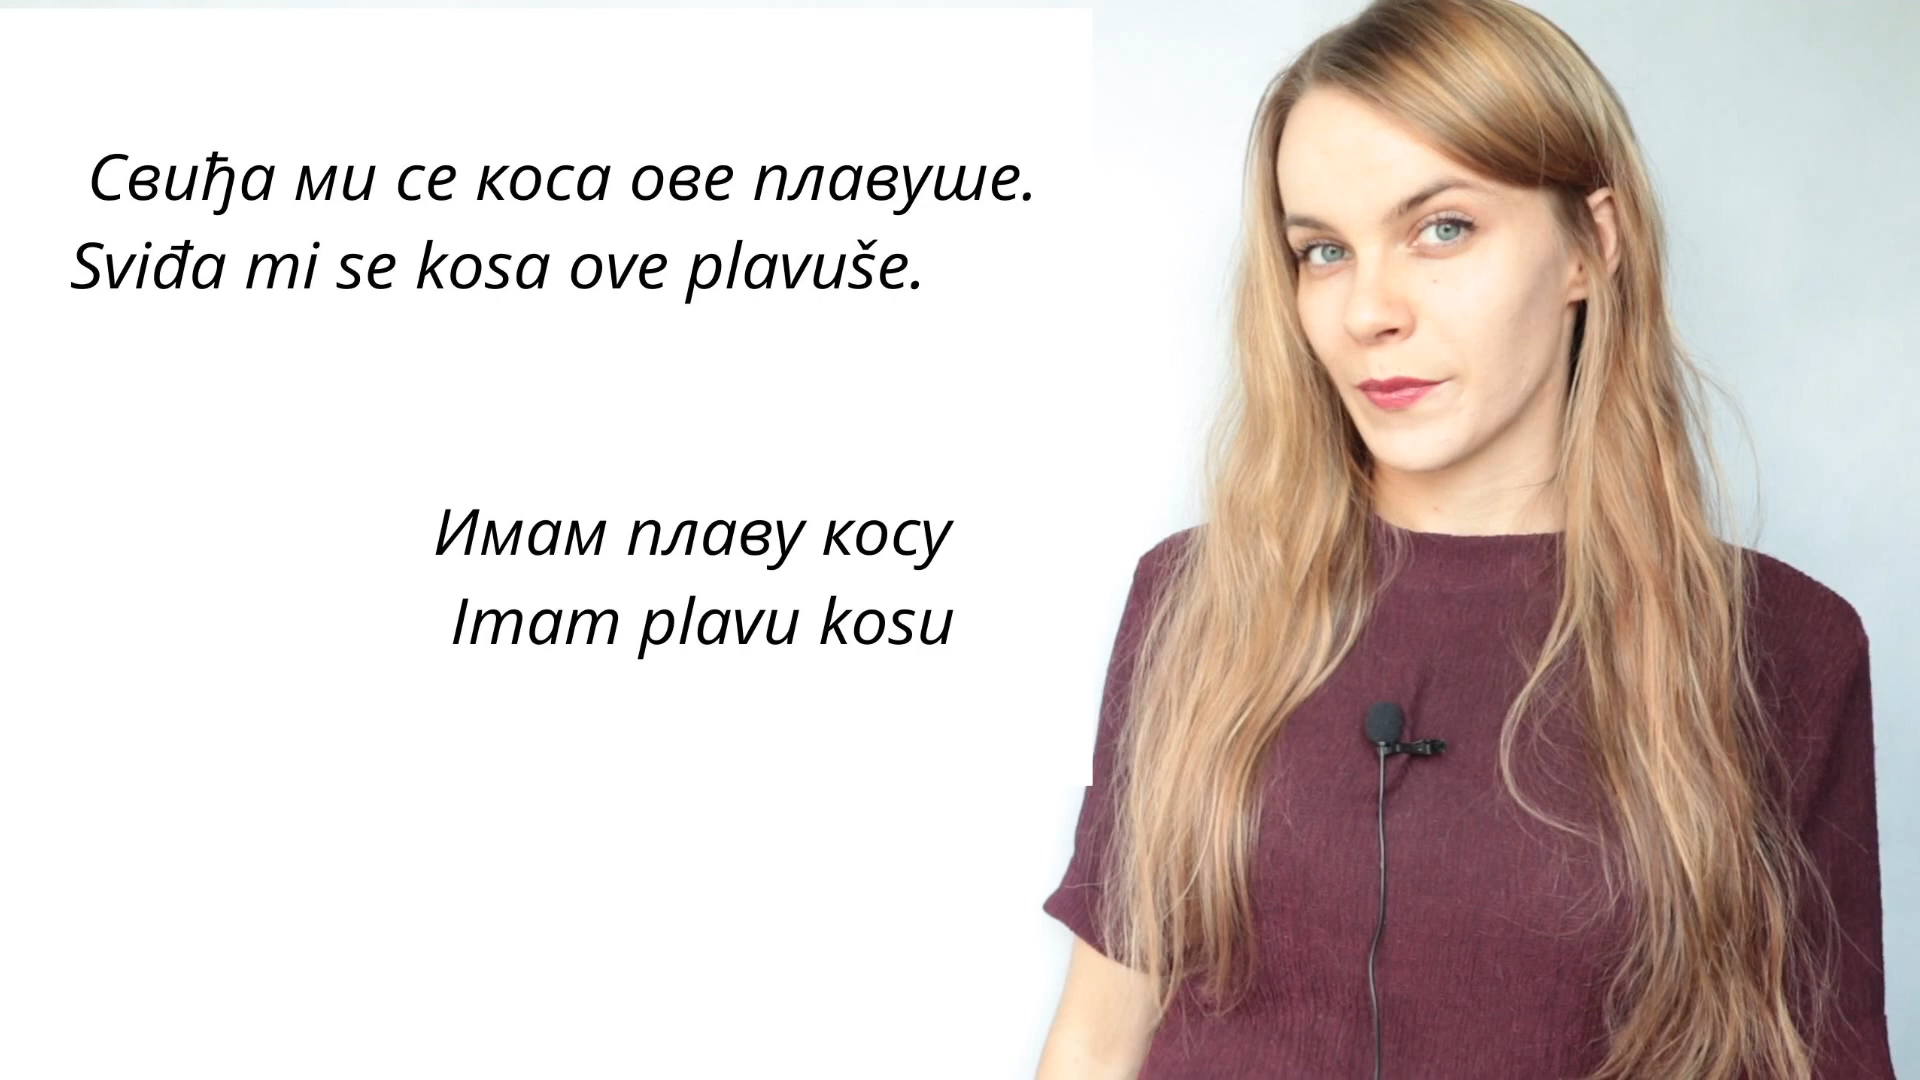 Свиђа ми се коса ове плавуше.
Sviđa mi se kosa ove plavuše.
Имам плаву косу
Imam plavu kosu